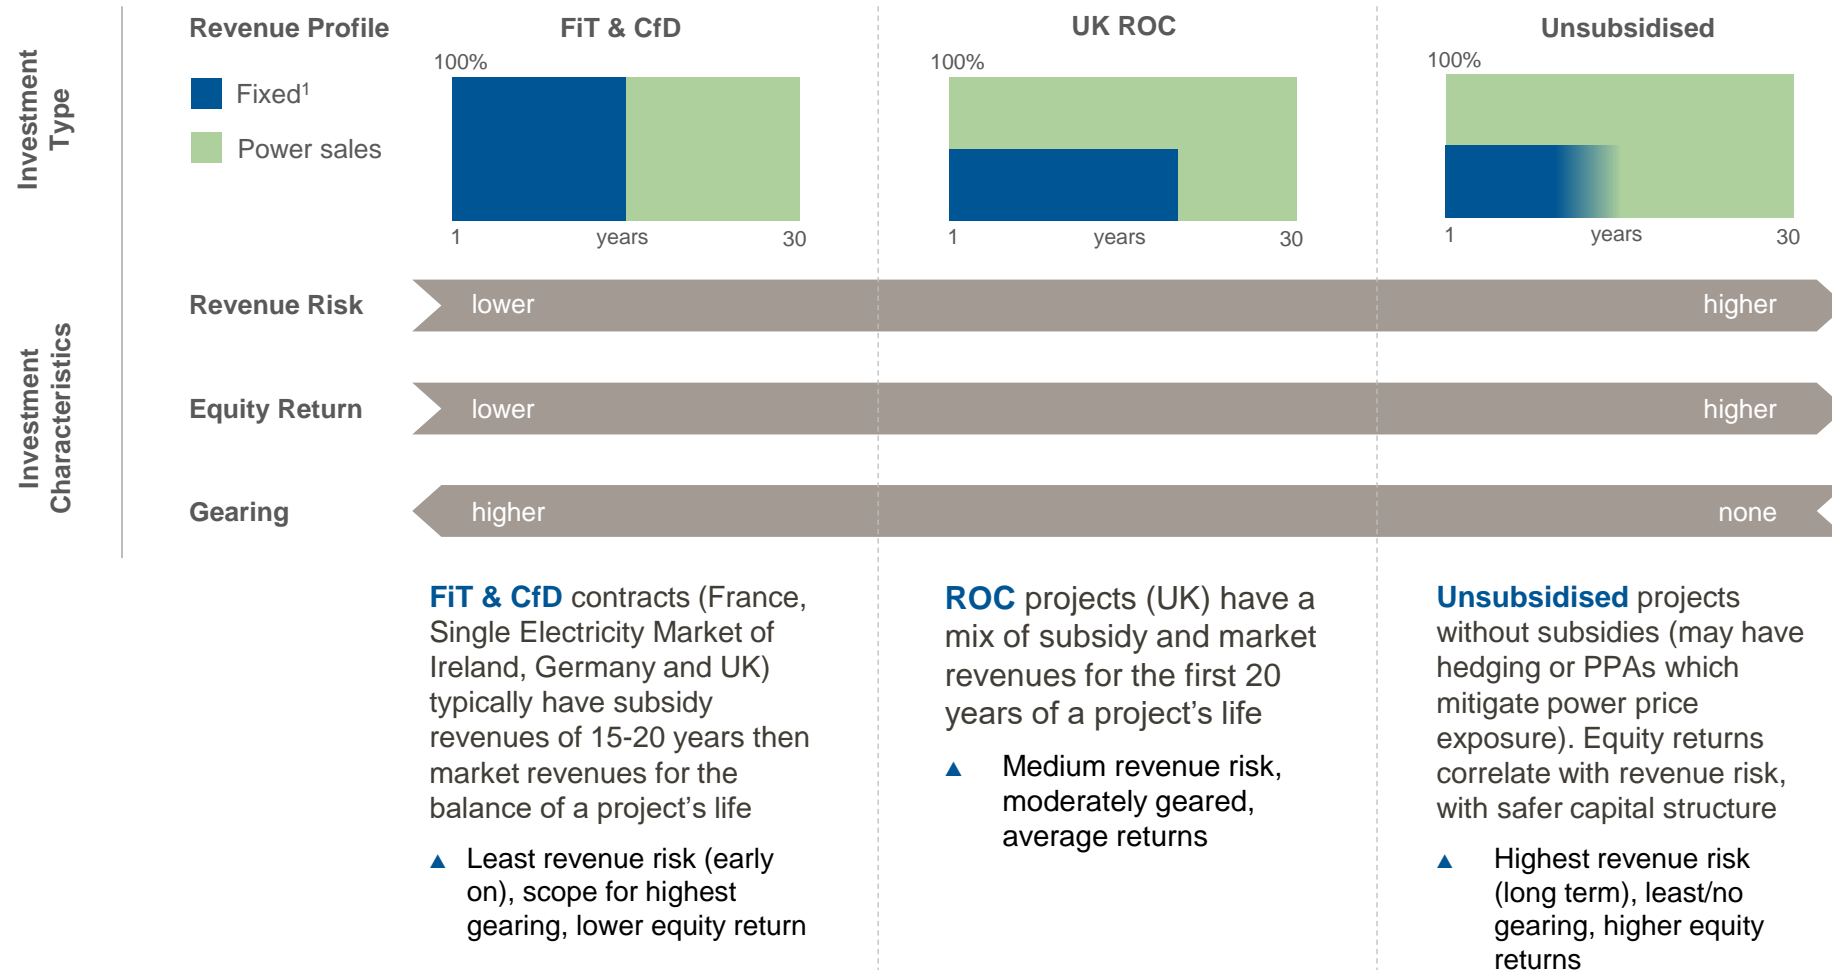 Investment
Type
Revenue Profile
Fixed¹
Power sales
FiT & CfD
100%
1
years
30
UK ROC
100%
1
years
30
Unsubsidised
100%
1
years
30
Investment
Characteristics
Revenue Risk
lower
higher
Equity Return
lower
higher
Gearing
higher
none
FiT & CfD contracts (France,
Single Electricity Market of
Ireland, Germany and UK)
typically have subsidy
revenues of 15-20 years then
market revenues for the
balance of a project’s life
▲ Least revenue risk (early
on), scope for highest
gearing, lower equity return
ROC projects (UK) have a
mix of subsidy and market
revenues for the first 20
years of a project’s life
▲ Medium revenue risk,
moderately geared,
average returns
Unsubsidised projects
without subsidies (may have
hedging or PPAs which
mitigate power price
exposure). Equity returns
correlate with revenue risk,
with safer capital structure
▲ Highest revenue risk
(long term), least/no
gearing, higher equity
returns